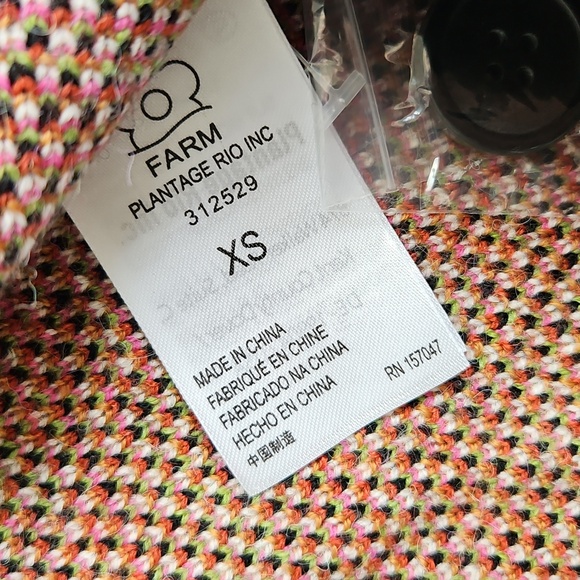 FARM
PLANTAGE RIO INC
312529
XS
MADE IN CHINA
FABRIQUÉ EN CHINE
FABRICADO NA CHINA
HECHO EN CHINA
中国制造
RN 157047